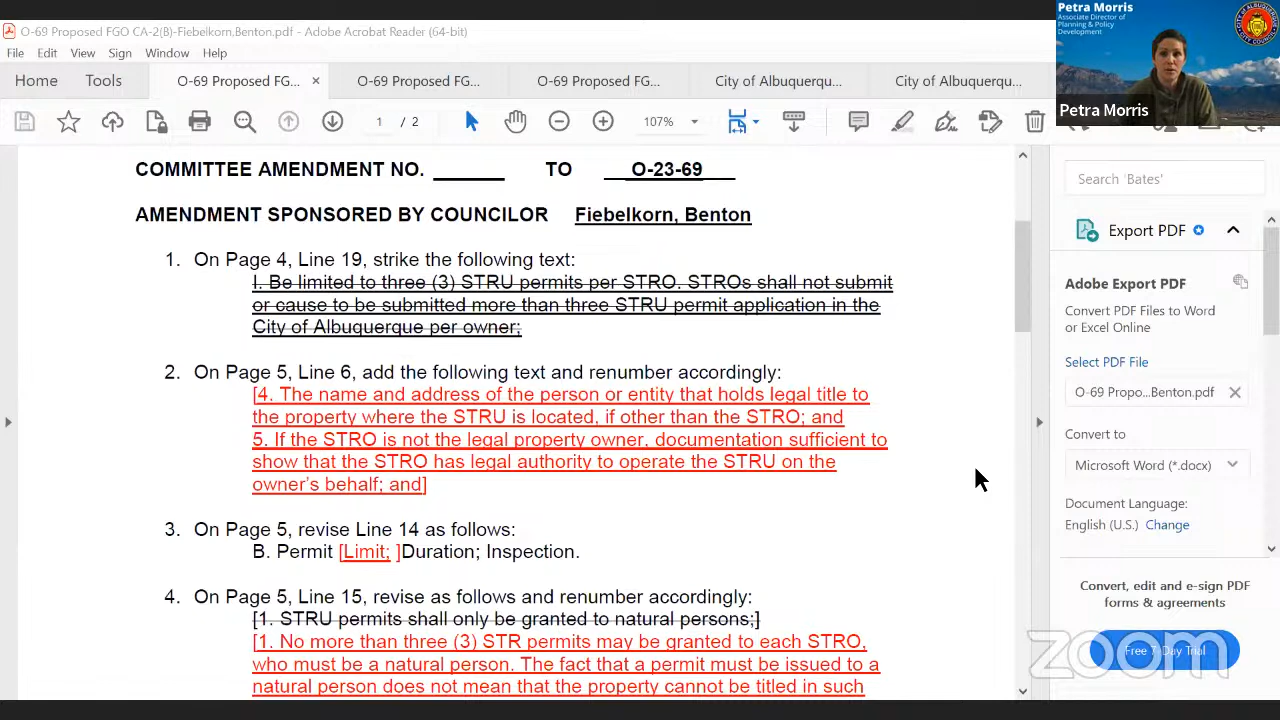 O-69 Proposed FGO CA-2(B)-Fiebelkorn,Benton.pdf - Adobe Acrobat Reader (64-bit)
File Edit View Sign Window Help
Home Tools O-69 Proposed FG... × O-69 Proposed FG... O-69 Proposed FG... City of Albuquerqu... City of Albuquerqu...
1 / 2 107%
Petra Morris
Associate Director of
Planning & Policy
Development
CITY OF ALBUQUERQUE
CITY COUNCIL
Petra Morris
COMMITTEE AMENDMENT NO. ______ TO O-23-69
AMENDMENT SPONSORED BY COUNCILOR Fiebelkorn, Benton
1. On Page 4, Line 19, strike the following text:
I. Be limited to three (3) STRU permits per STRO. STROs shall not submit
or cause to be submitted more than three STRU permit application in the
City of Albuquerque per owner;
2. On Page 5, Line 6, add the following text and renumber accordingly:
[4. The name and address of the person or entity that holds legal title to
the property where the STRU is located, if other than the STRO; and
5. If the STRO is not the legal property owner, documentation sufficient to
show that the STRO has legal authority to operate the STRU on the
owner's behalf; and]
3. On Page 5, revise Line 14 as follows:
B. Permit [Limit; ]Duration; Inspection.
4. On Page 5, Line 15, revise as follows and renumber accordingly:
[1. STRU permits shall only be granted to natural persons;]
[1. No more than three (3) STR permits may be granted to each STRO,
who must be a natural person. The fact that a permit must be issued to a
natural person does not mean that the property cannot be titled in such
Search 'Bates'
Export PDF
Adobe Export PDF
Convert PDF Files to Word
or Excel Online
Select PDF File
O-69 Propo...Benton.pdf
Convert to
Microsoft Word (*.docx)
Document Language:
English (U.S.) Change
Convert, edit and e-sign PDF
forms & agreements
Free 7-Day Trial
zoom